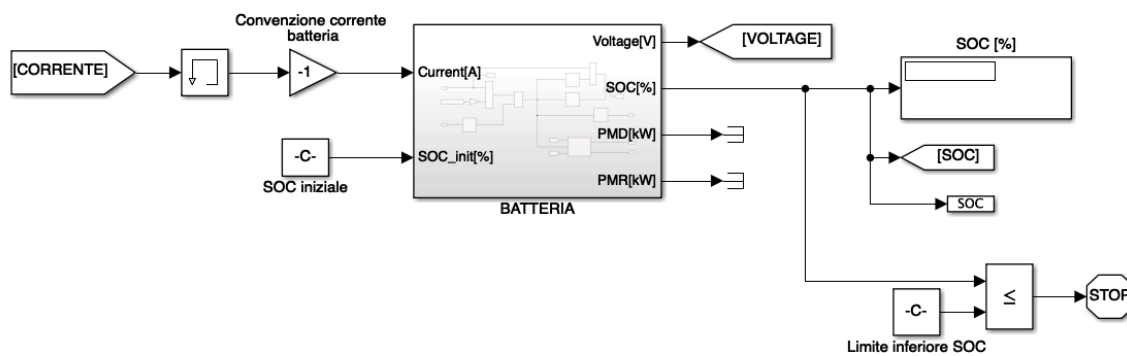 Convenzione corrente
batteria
[CORRENTE]
-1
Current[A]
SOC_init[%]
Voltage[V]
SOC[%]
PMD[kW]
PMR[kW]
BATTERIA
-C-
SOC iniziale
[VOLTAGE]
SOC [%]
[SOC]
SOC
-C-
Limite inferiore SOC
≤
STOP